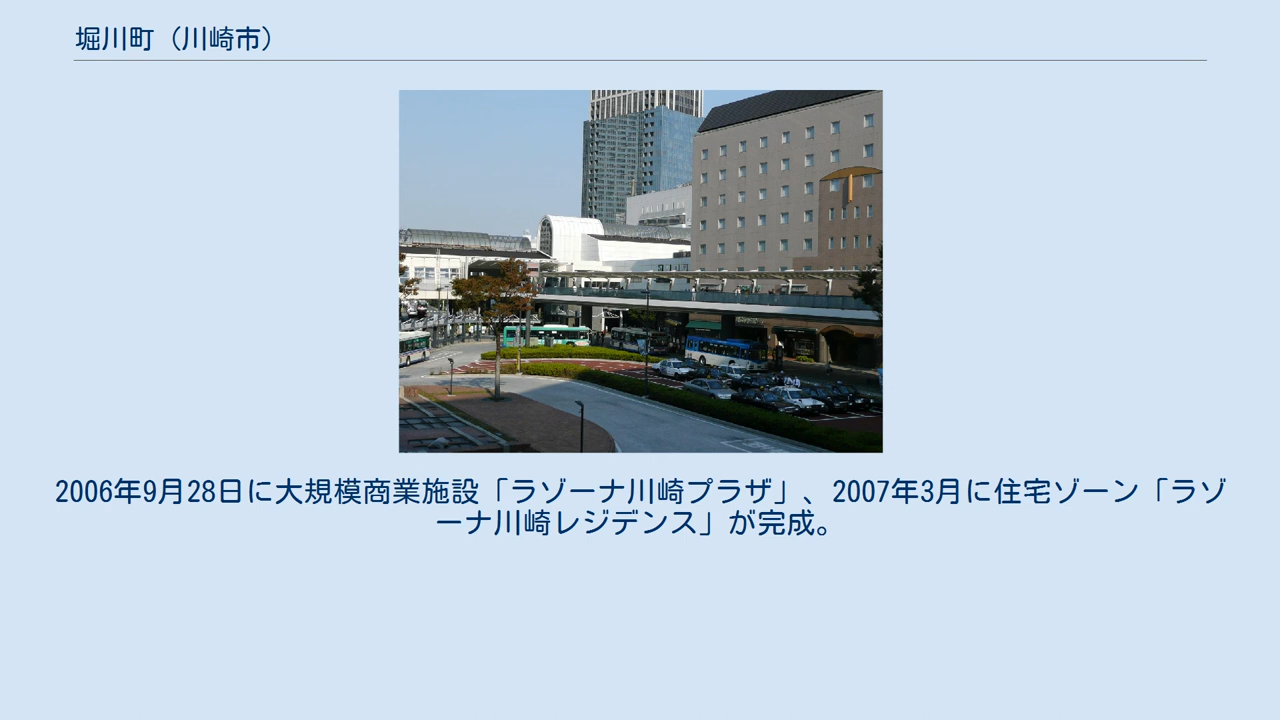 堀川町（川崎市）
2006年9月28日に大規模商業施設「ラゾーナ川崎プラザ」、2007年3月に住宅ゾーン「ラゾ
ーナ川崎レジデンス」が完成。